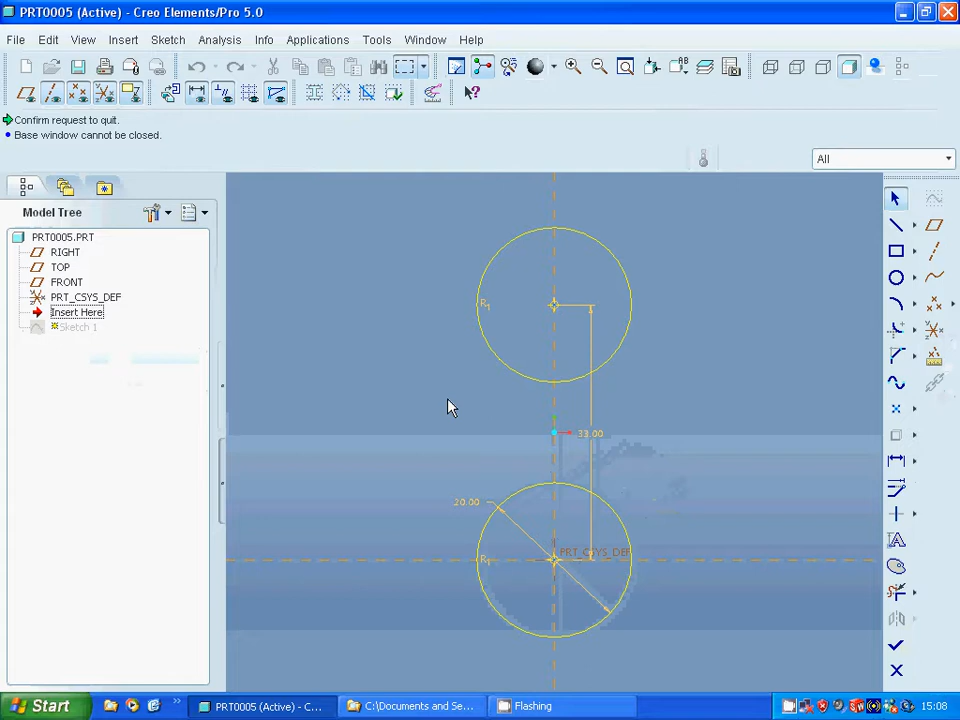 PRT0005 (Active) - Creo Elements/Pro 5.0
File Edit View Insert Sketch Analysis Info Applications Tools Window Help
Confirm request to quit.
Base window cannot be closed.
All
Model Tree
PRT0005.PRT
RIGHT
TOP
FRONT
PRT_CSYS_DEF
Insert Here
Sketch 1
R1
33.00
20.00
PRT_CSYS_DEF
R1
Start
PRT0005 (Active) - C...
C:\Documents and Se...
Flashing
15:08